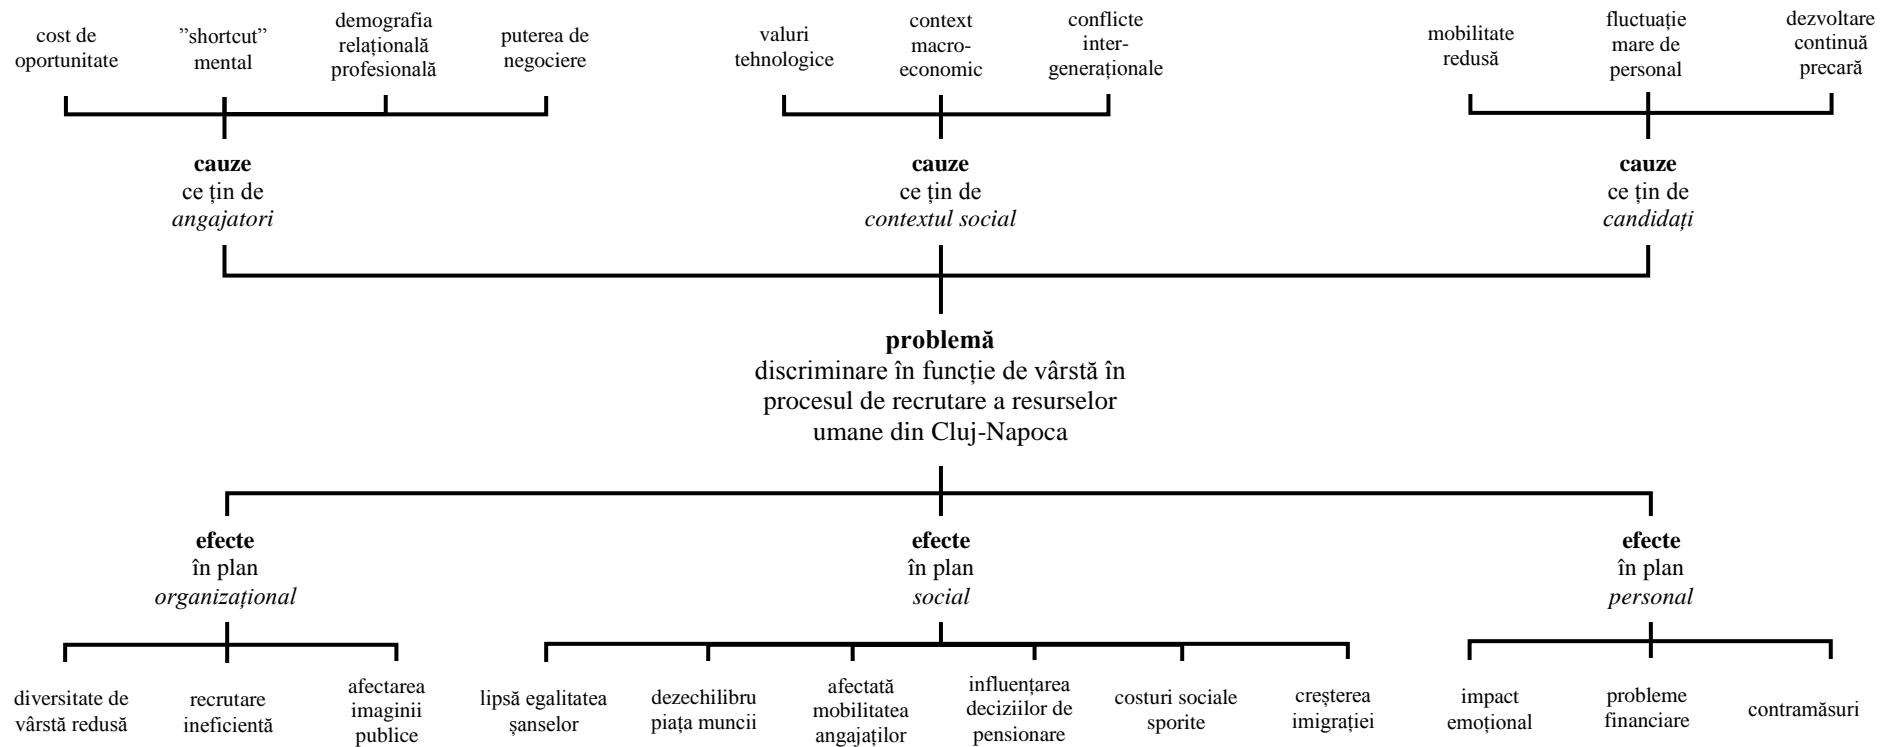 cost de
oportunitate
”shortcut”
mental
demografia
relațională
profesională
puterea de
negociere
valuri
tehnologice
context
macro-
economic
conflicte
inter-
generaționale
mobilitate
redusă
fluctuație
mare de
personal
dezvoltare
continuă
precară
cauze
ce țin de
angajatori
cauze
ce țin de
contextul social
cauze
ce țin de
candidați
problemă
discriminare în funcție de vârstă în
procesul de recrutare a resurselor
umane din Cluj-Napoca
efecte
în plan
organizațional
efecte
în plan
social
efecte
în plan
personal
diversitate de
vârstă redusă
recrutare
ineficientă
afectarea
imaginii
publice
lipsă egalitatea
șanselor
dezechilibru
piața muncii
afectată
mobilitatea
angajaților
influențarea
deciziilor de
pensionare
costuri sociale
sporite
creșterea
imigrației
impact
emoțional
probleme
financiare
contramăsuri